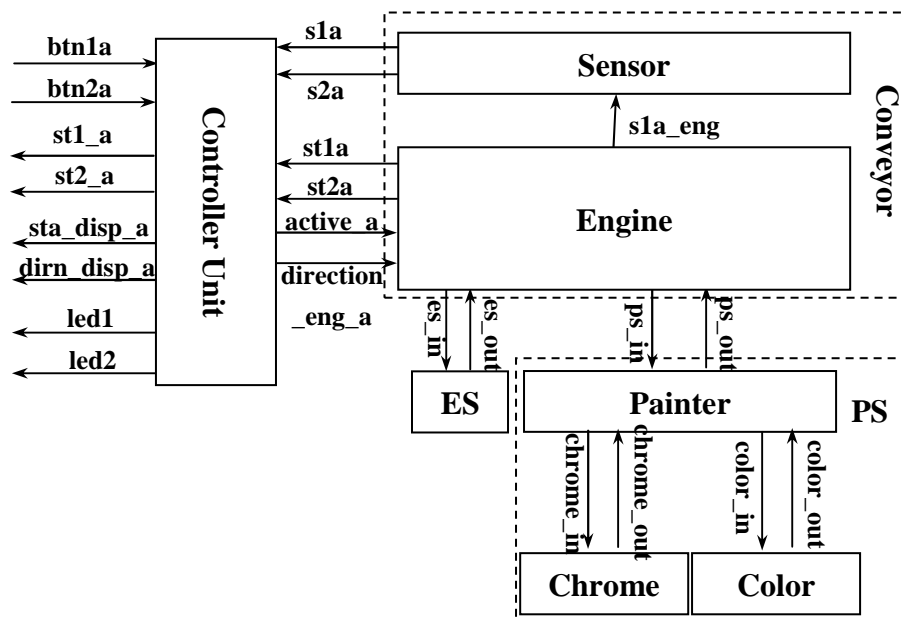 btn1a
btn2a
st1_a
st2_a
sta_disp_a
dirn_disp_a
led1
led2
Controller Unit
s1a
s2a
st1a
st2a
active_a
direction
_eng_a
Sensor
s1a_eng
Engine
Conveyor
es_in
es_out
ps_in
ps_out
ES
Painter
PS
chrome_in
chrome_out
color_in
color_out
Chrome
Color